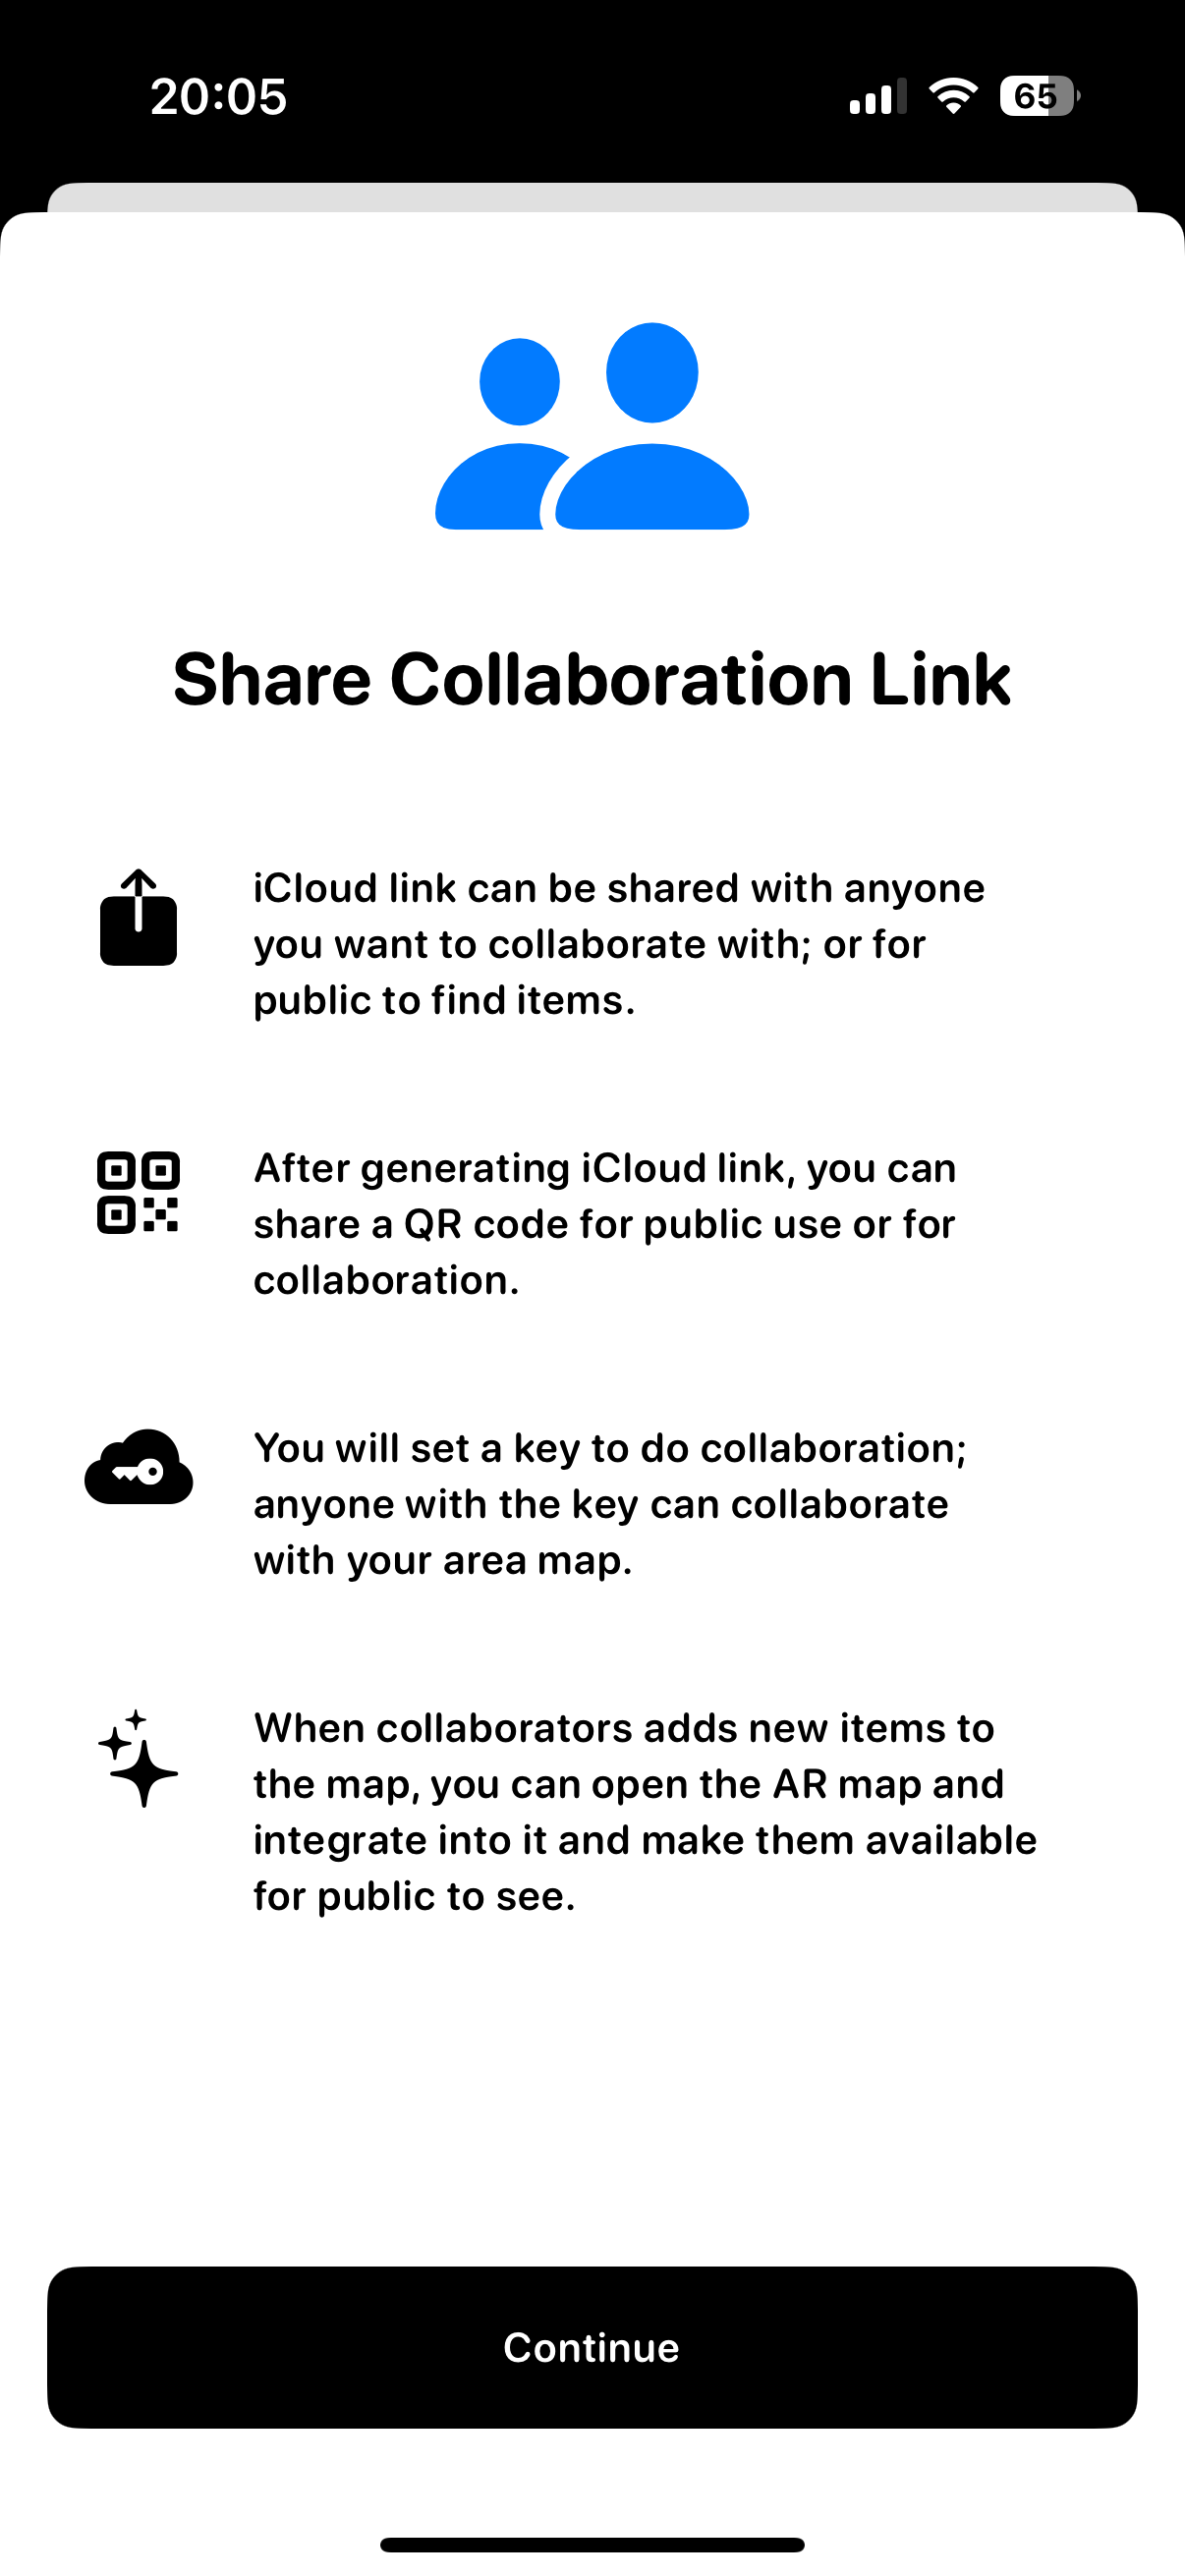 20:05
65
Share Collaboration Link
iCloud link can be shared with anyone
you want to collaborate with; or for
public to find items.
After generating iCloud link, you can
share a QR code for public use or for
collaboration.
You will set a key to do collaboration;
anyone with the key can collaborate
with your area map.
When collaborators adds new items to
the map, you can open the AR map and
integrate into it and make them available
for public to see.
Continue